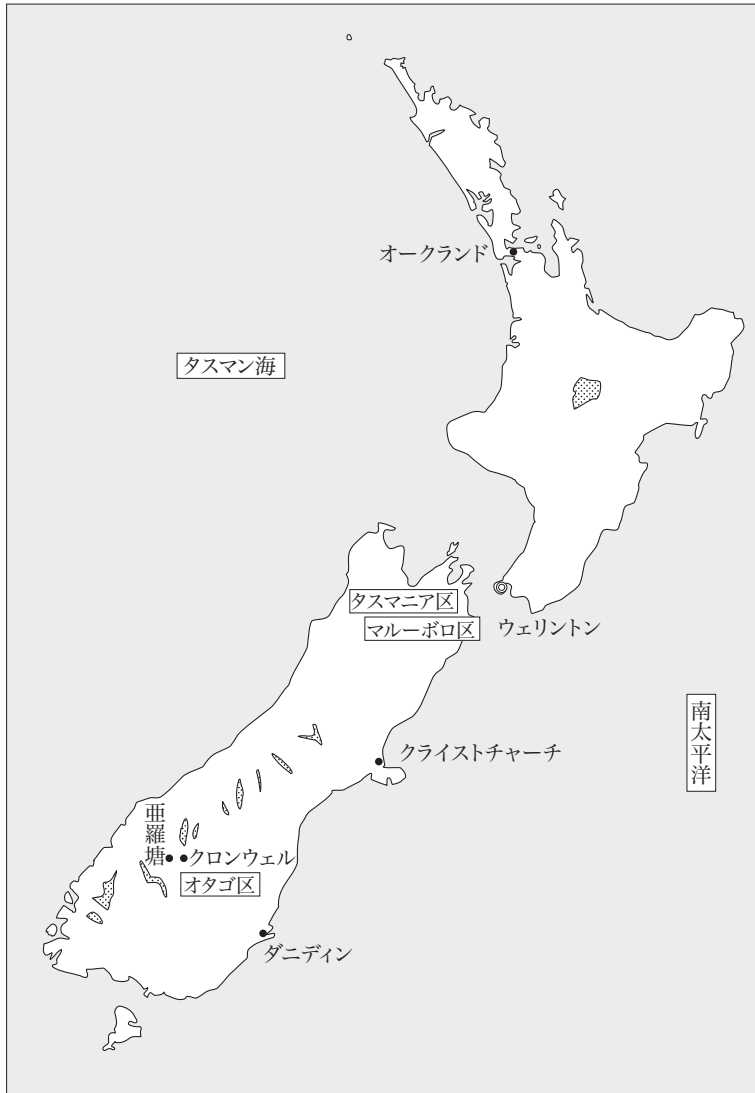 オークランド
タスマン海
タスマニア区
マルーボロ区
ウェリントン
南太平洋
クライストチャーチ
亜羅塘
クロンウェル
オタゴ区
ダニディン